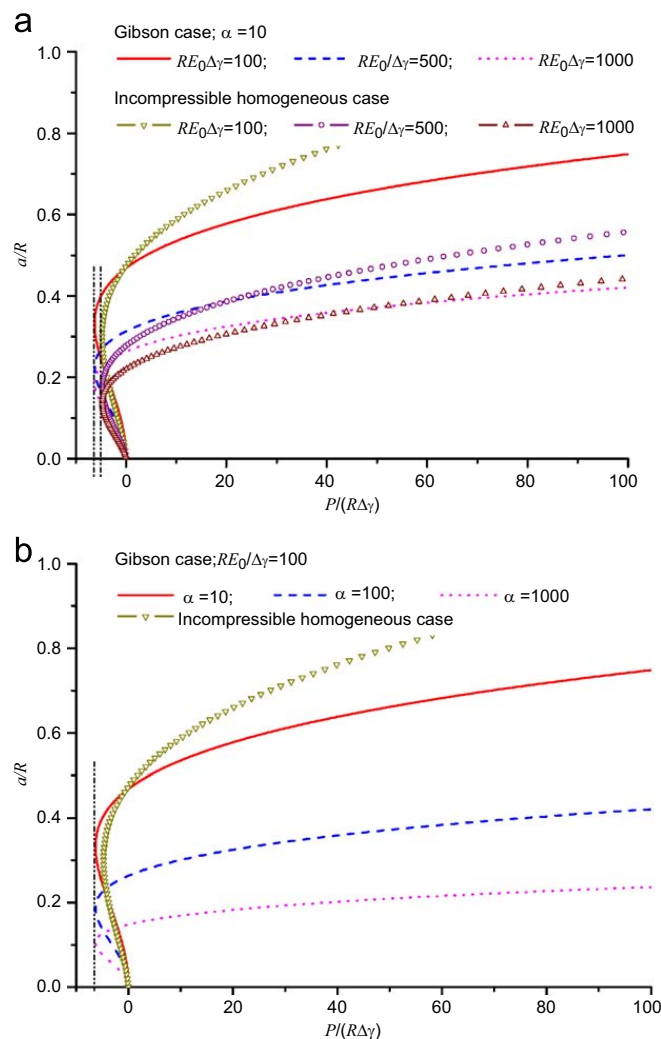 a
Gibson case; α =10
RE0Δγ=100; RE0/Δγ=500; RE0Δγ=1000
Incompressible homogeneous case
RE0Δγ=100; RE0/Δγ=500; RE0Δγ=1000
1.0
0.8
0.6
0.4
0.2
0.0
a/R
0 20 40 60 80 100
P/(RΔγ)
b
Gibson case;RE0/Δγ=100
α =10; α =100; α =1000
Incompressible homogeneous case
1.0
0.8
0.6
0.4
0.2
0.0
a/R
0 20 40 60 80 100
P/(RΔγ)